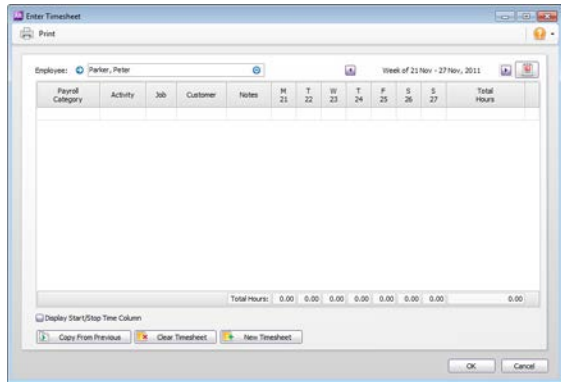 Enter Timesheet
Print
Employee: Parker, Peter Week of 21 Nov - 27 Nov, 2011
Payroll Category Activity Job Customer Notes M 21 T 22 W 23 T 24 F 25 S 26 S 27 Total Hours
Total Hours: 0.00 0.00 0.00 0.00 0.00 0.00 0.00 0.00
Display Start/Stop Time Column
Copy From Previous Clear Timesheet New Timesheet
OK Cancel